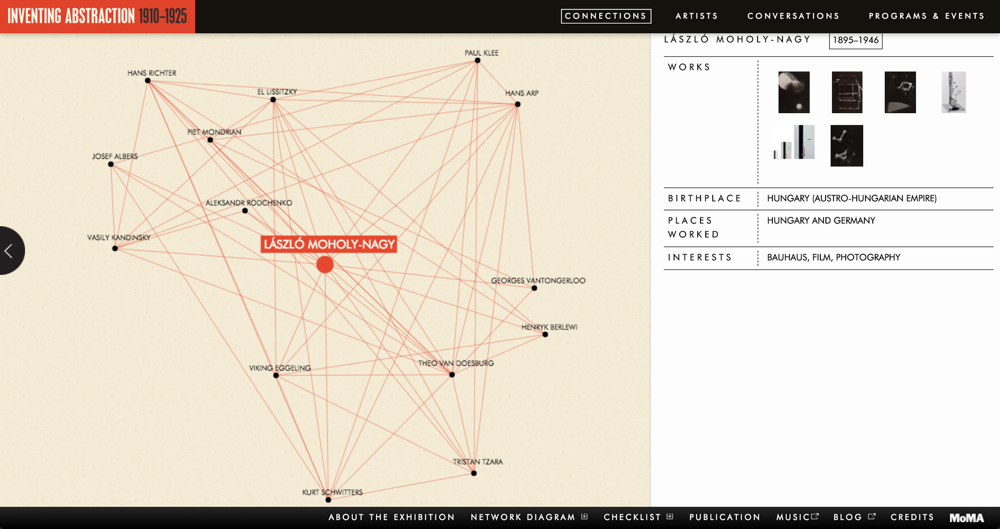 INVENTING ABSTRACTION 1910–1925
CONNECTIONS
ARTISTS
CONVERSATIONS
PROGRAMS & EVENTS
PAUL KLEE
HANS RICHTER
EL LISSITZKY
HANS ARP
PIET MONDRIAN
JOSEF ALBERS
ALEKSANDR RODCHENKO
VASILY KANDINSKY
LÁSZLÓ MOHOLY-NAGY
GEORGES VANTONGERLOO
HENRYK BERLEWI
THEO VAN DOESBURG
VIKING EGGELING
TRISTAN TZARA
KURT SCHWITTERS
LÁSZLÓ MOHOLY-NAGY 1895–1946
WORKS
BIRTHPLACE HUNGARY (AUSTRO-HUNGARIAN EMPIRE)
PLACES HUNGARY AND GERMANY
WORKED
INTERESTS BAUHAUS, FILM, PHOTOGRAPHY
ABOUT THE EXHIBITION
NETWORK DIAGRAM
CHECKLIST
PUBLICATION
MUSIC
BLOG
CREDITS
MoMA